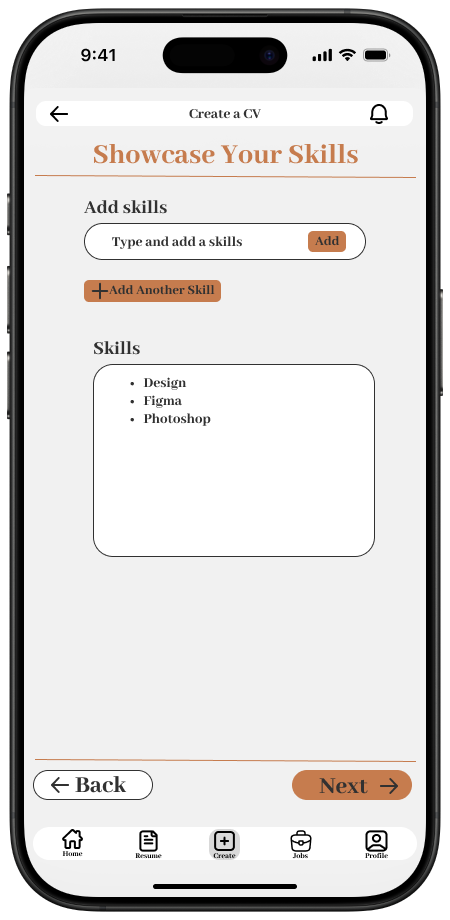 9:41
Create a CV
Showcase Your Skills
Add skills
Type and add a skills Add
Add Another Skill
Skills
• Design
• Figma
• Photoshop
Back Next
Home Resume Create Jobs Profile